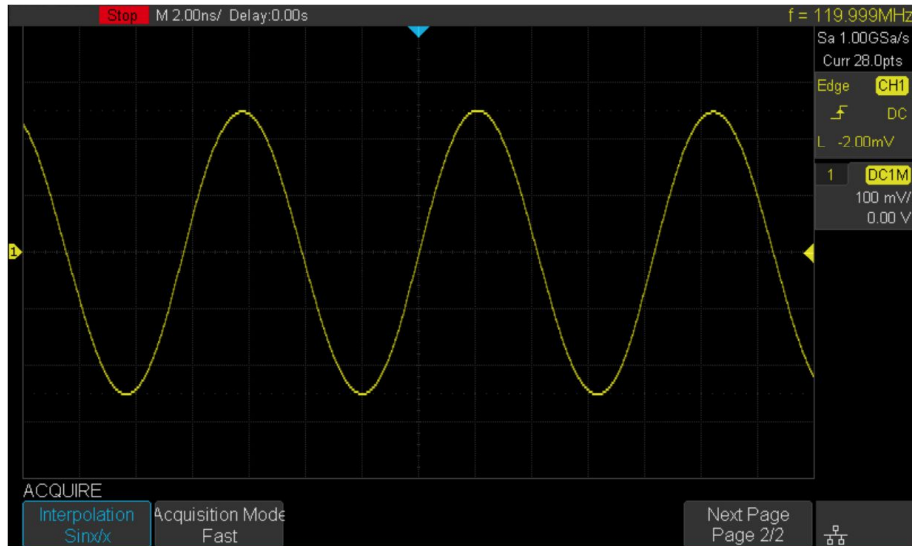 Stop M 2.00ns/ Delay:0.00s f = 119.999MHz
Sa 1.00GSa/s
Curr 28.0pts
Edge CH1
DC
L -2.00mV
1 DC1M
100 mV/
0.00 V
1
ACQUIRE
Interpolation
Sinx/x
Acquisition Mode
Fast
Next Page
Page 2/2